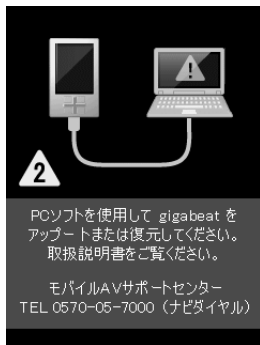 2
PCソフトを使用して gigabeat を
アップートまたは復元してください。
取扱説明書をご覧ください。
モバイルAVサポートセンター
TEL 0570-05-7000 (ナビダイヤル)